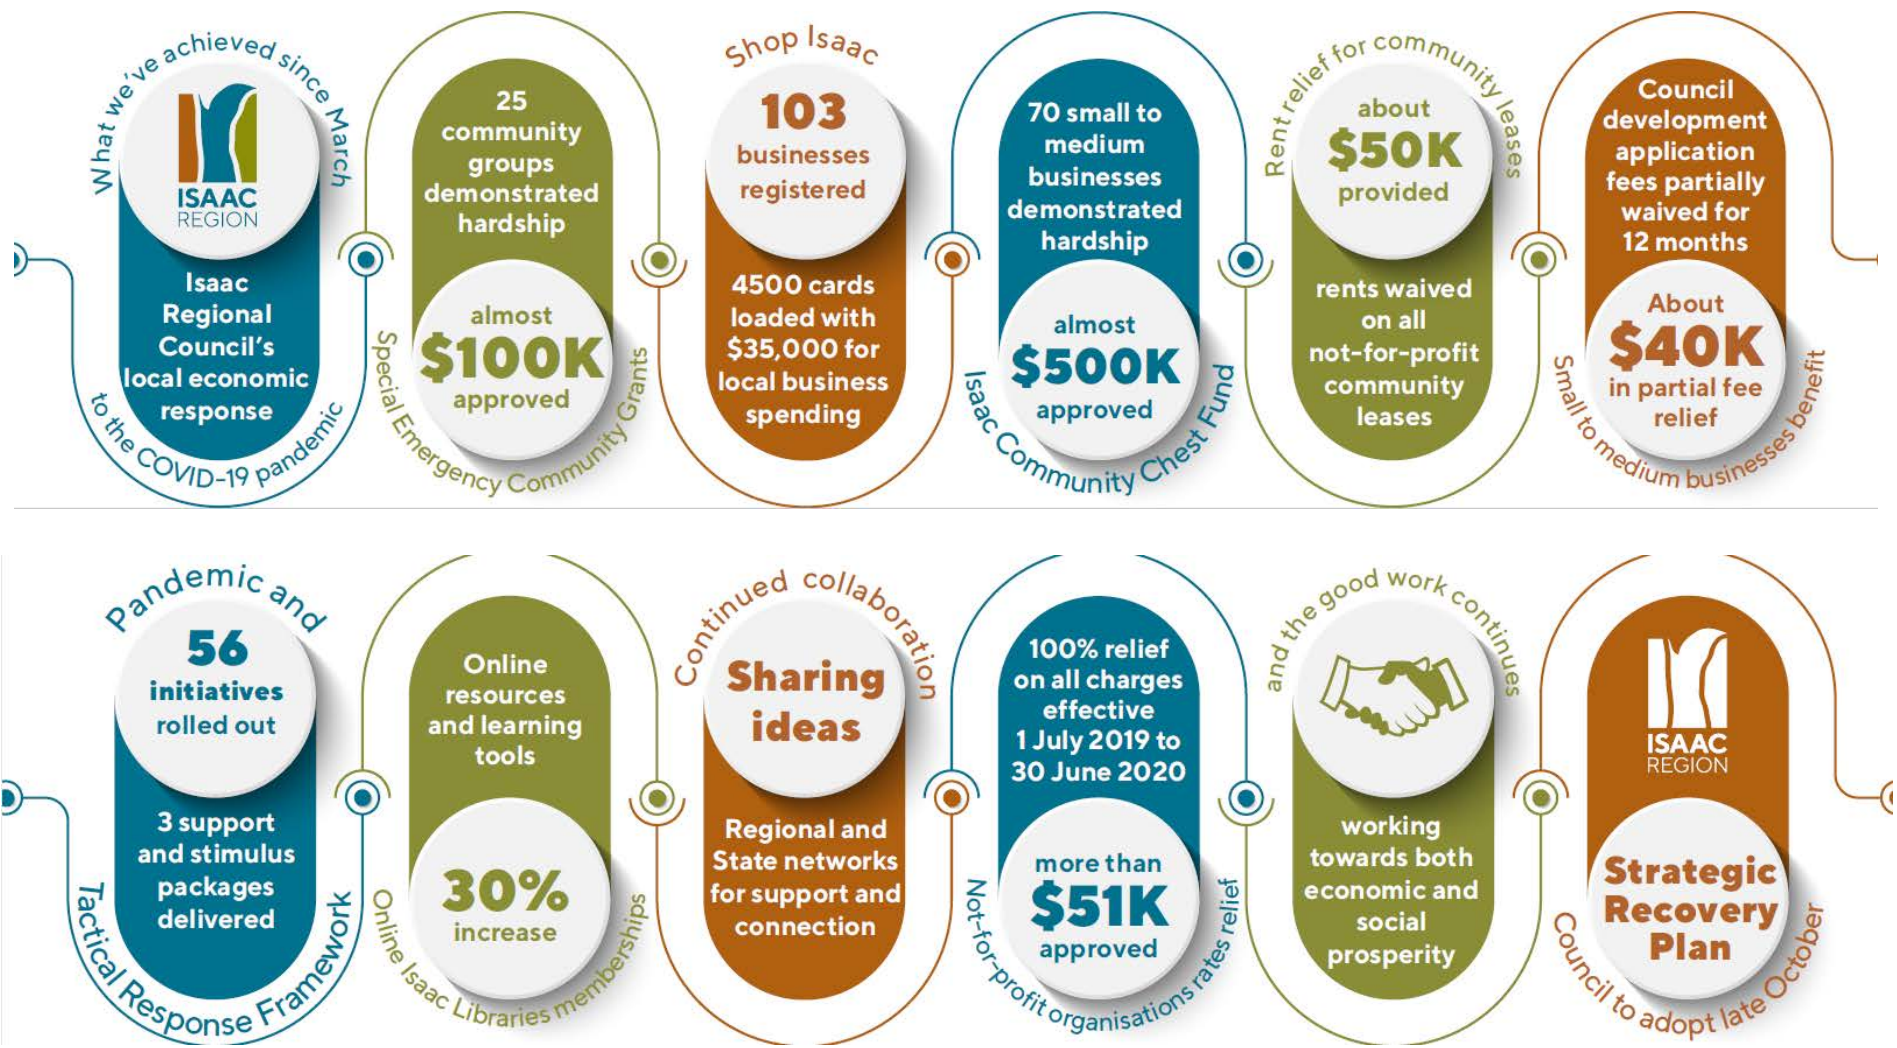 What we've achieved since March
ISAAC
REGION
Isaac
Regional
Council's
local economic
response
to the COVID-19 pandemic
25
community
groups
demonstrated
hardship
almost
$100K
approved
Special Emergency Community Grants
Shop Isaac
103
businesses
registered
4500 cards
loaded with
$35,000 for
local business
spending
70 small to
medium
businesses
demonstrated
hardship
almost
$500K
approved
Isaac Community Chest Fund
Rent relief for community leases
about
$50K
provided
rents waived
on all
not-for-profit
community
leases
Council
development
application
fees partially
waived for
12 months
About
$40K
in partial fee
relief
Small to medium businesses benefit
Pandemic and
56
initiatives
rolled out
3 support
and stimulus
packages
delivered
Tactical Response Framework
Online
resources
and learning
tools
30%
increase
Online Isaac Libraries memberships
Continued collaboration
Sharing
ideas
Regional and
State networks
for support and
connection
100% relief
on all charges
effective
1 July 2019 to
30 June 2020
more than
$51K
approved
Not-for-profit organisations rates relief
and the good work continues
working
towards both
economic and
social
prosperity
ISAAC
REGION
Strategic
Recovery
Plan
Council to adopt late October